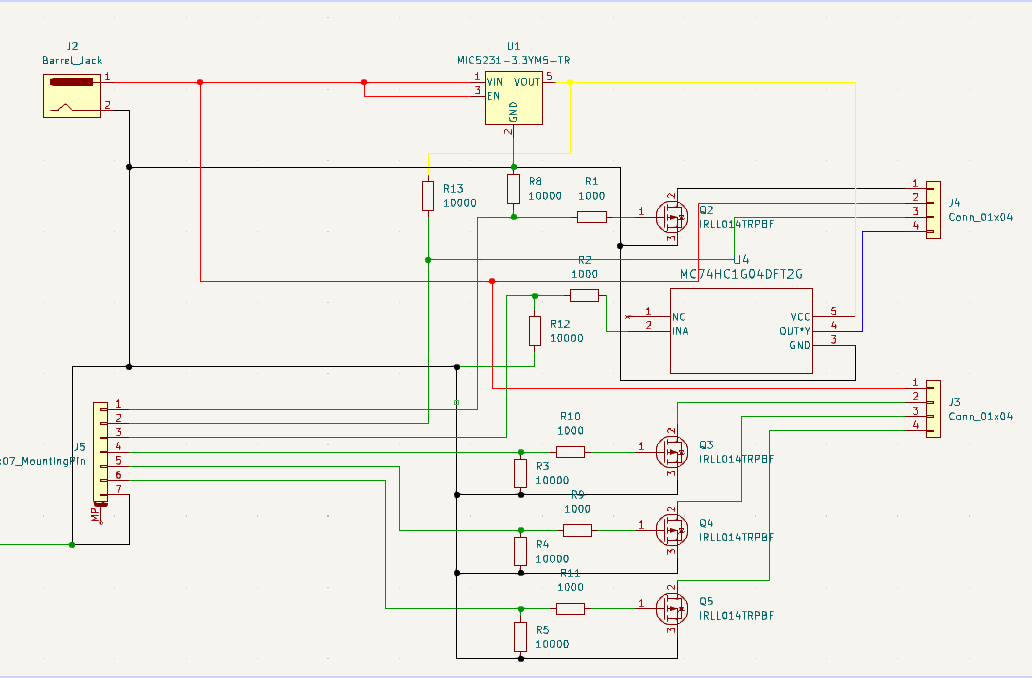 J2
Barrel_Jack
1
2
U1
MIC5231-3.3YM5-TR
1
VIN
VOUT
5
3
EN
GND
2
R13
10000
R8
10000
R1
1000
1
2
3
Q2
IRLL014TRPBF
1
2
3
4
J4
Conn_01x04
R2
1000
U4
MC74HC1G04DFT2G
1
NC
2
INA
VCC
5
OUT*Y
4
GND
3
R12
10000
1
2
3
4
J3
Conn_01x04
1
2
3
4
5
6
7
J5
x07_MountingPin
MP
R10
1000
R3
10000
1
2
3
Q3
IRLL014TRPBF
R9
1000
R4
10000
1
2
3
Q4
IRLL014TRPBF
R11
1000
R5
10000
1
2
3
Q5
IRLL014TRPBF